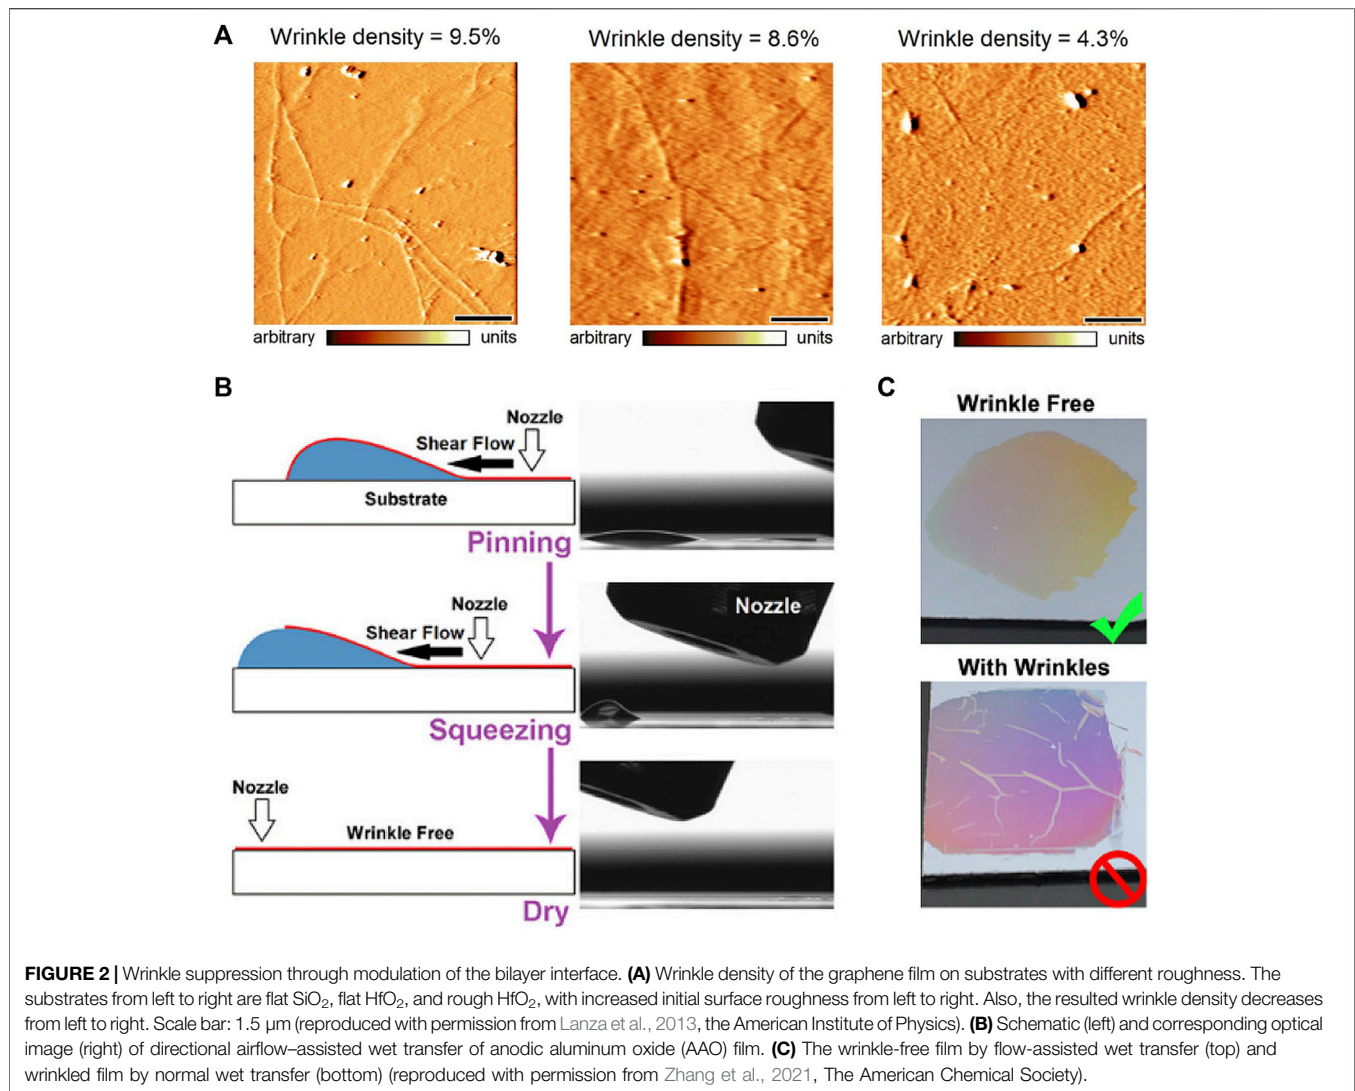 A
Wrinkle density = 9.5%
Wrinkle density = 8.6%
Wrinkle density = 4.3%
arbitrary units
arbitrary units
arbitrary units
B
Nozzle
Shear Flow
Substrate
Pinning
Nozzle
Shear Flow
Nozzle
Squeezing
Nozzle
Wrinkle Free
Dry
C
Wrinkle Free
With Wrinkles
FIGURE 2 | Wrinkle suppression through modulation of the bilayer interface. (A) Wrinkle density of the graphene film on substrates with different roughness. The
substrates from left to right are flat SiO₂, flat HfO₂, and rough HfO₂, with increased initial surface roughness from left to right. Also, the resulted wrinkle density decreases
from left to right. Scale bar: 1.5 μm (reproduced with permission from Lanza et al., 2013, the American Institute of Physics). (B) Schematic (left) and corresponding optical
image (right) of directional airflow–assisted wet transfer of anodic aluminum oxide (AAO) film. (C) The wrinkle-free film by flow-assisted wet transfer (top) and
wrinkled film by normal wet transfer (bottom) (reproduced with permission from Zhang et al., 2021, The American Chemical Society).